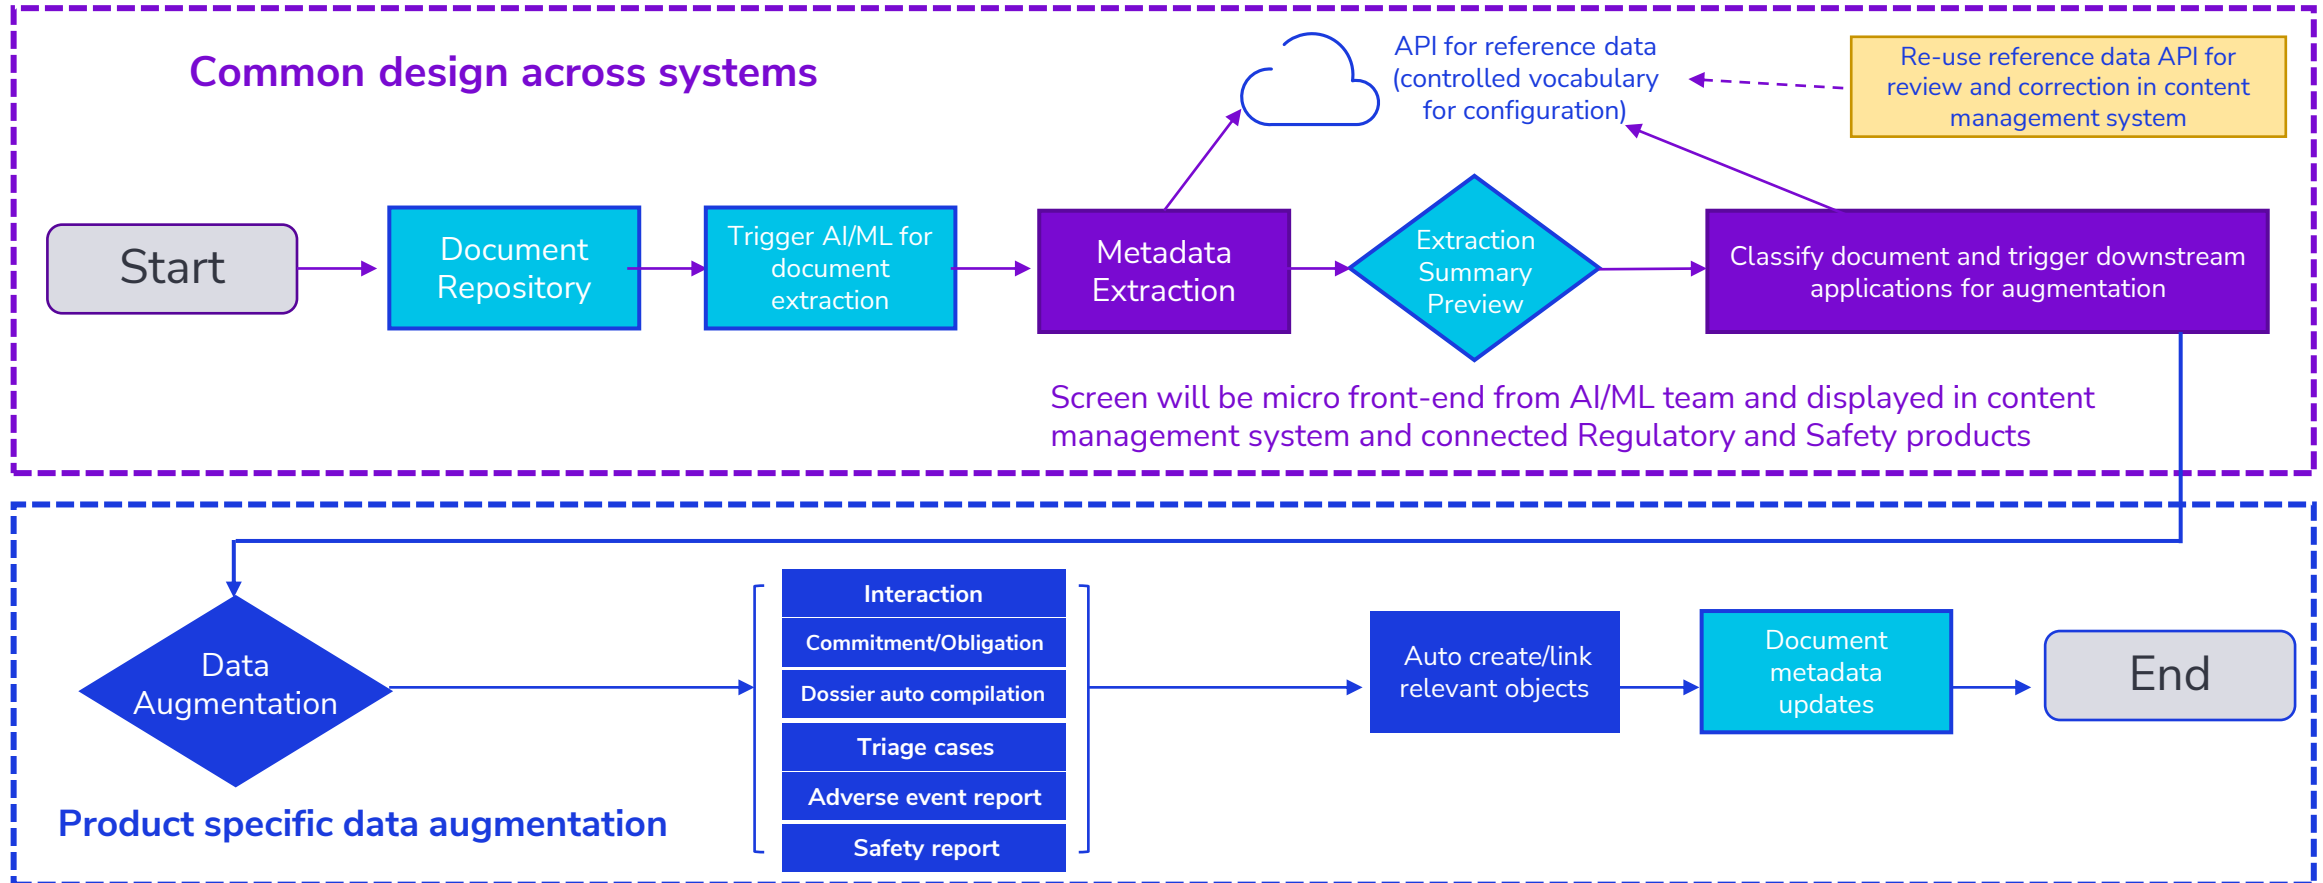 Common design across systems
API for reference data
(controlled vocabulary
for configuration)
Re-use reference data API for
review and correction in content
management system
Start
Document
Repository
Trigger AI/ML for
document
extraction
Metadata
Extraction
Extraction
Summary
Preview
Classify document and trigger downstream
applications for augmentation
Screen will be micro front-end from AI/ML team and displayed in content
management system and connected Regulatory and Safety products
Data
Augmentation
Product specific data augmentation
Interaction
Commitment/Obligation
Dossier auto compilation
Triage cases
Adverse event report
Safety report
Auto create/link
relevant objects
Document
metadata
updates
End